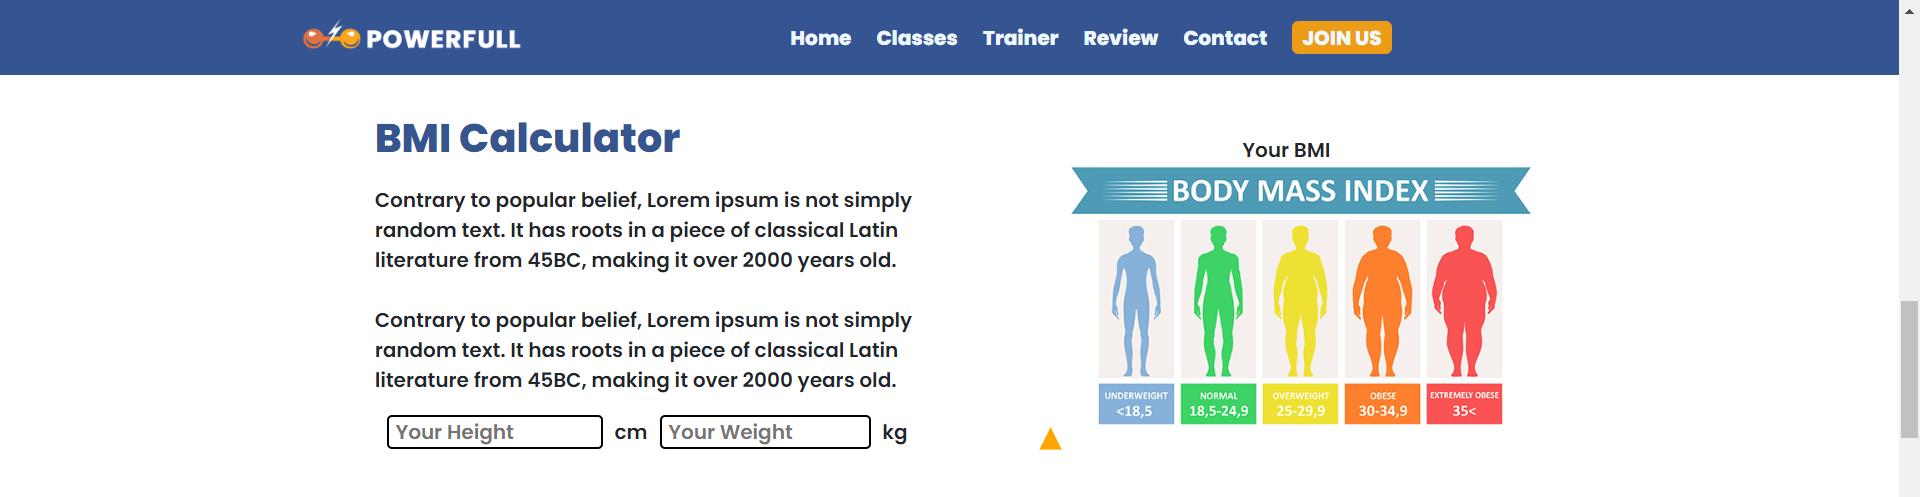 POWERFULL
Home Classes Trainer Review Contact JOIN US
BMI Calculator
Contrary to popular belief, Lorem ipsum is not simply
random text. It has roots in a piece of classical Latin
literature from 45BC, making it over 2000 years old.
Contrary to popular belief, Lorem ipsum is not simply
random text. It has roots in a piece of classical Latin
literature from 45BC, making it over 2000 years old.
Your Height cm Your Weight kg
Your BMI
BODY MASS INDEX
UNDERWEIGHT NORMAL OVERWEIGHT OBESE EXTREMELY OBESE
<18,5 18,5-24,9 25-29,9 30-34,9 35<